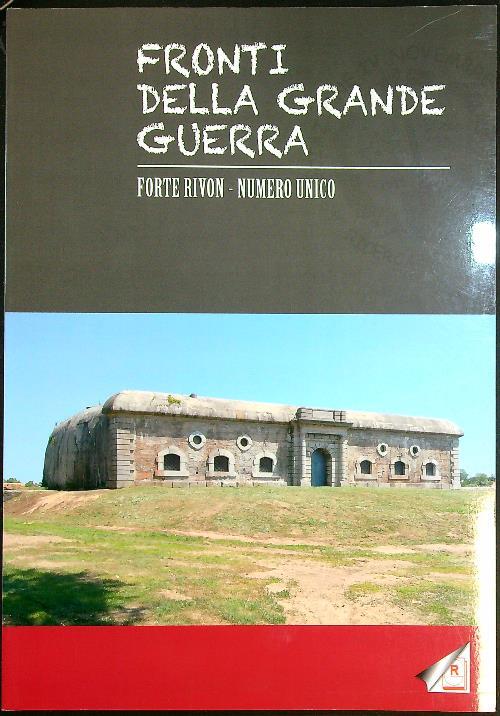 FRONTI
DELLA GRANDE
GUERRA
FORTE RIVON - NUMERO UNICO
R